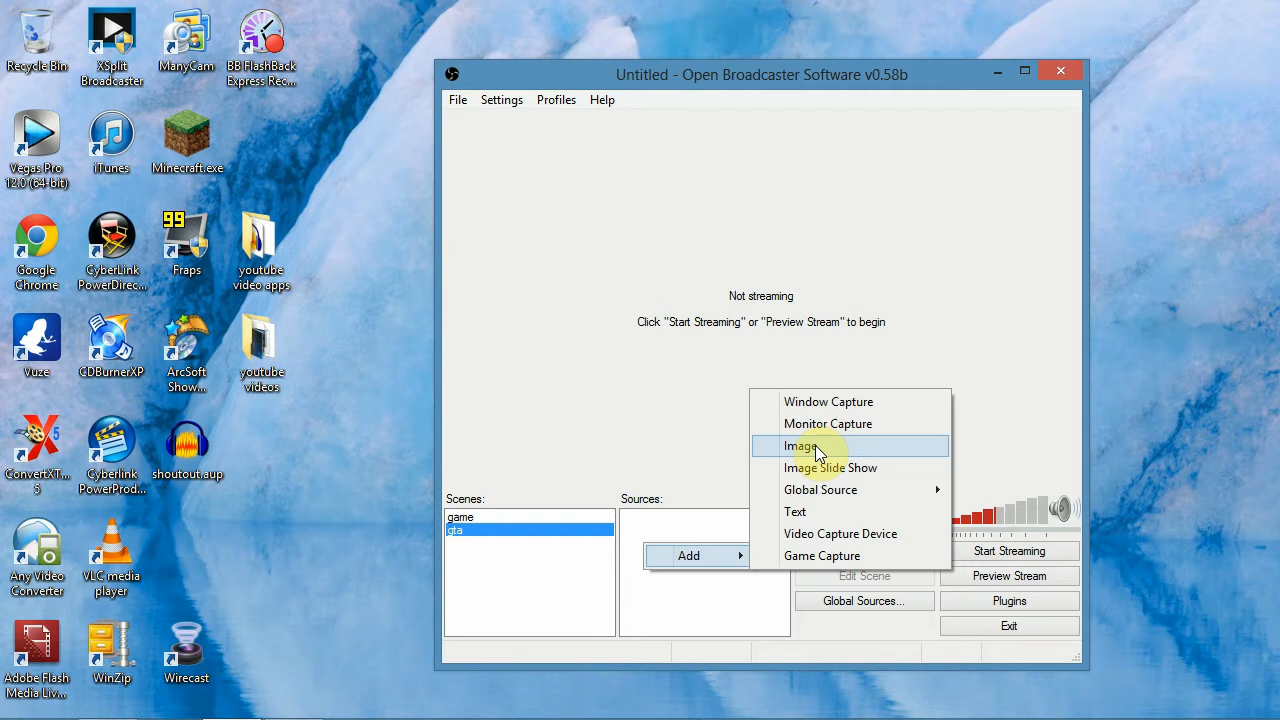 Recycle Bin
XSplit
Broadcaster
ManyCam
BB FlashBack
Express Rec...
Vegas Pro
12.0 (64-bit)
iTunes
Minecraft.exe
Google
Chrome
CyberLink
PowerDirec...
99
Fraps
youtube
video apps
Vuze
CDBurnerXP
ArcSoft
Show...
youtube
videos
5
ConvertXT...
5
Cyberlink
PowerProd...
shoutout.aup
Any Video
Converter
VLC media
player
Adobe Flash
Media Liv...
WinZip
Wirecast
Untitled - Open Broadcaster Software v0.58b
File Settings Profiles Help
Not streaming
Click "Start Streaming" or "Preview Stream" to begin
Scenes:
game
gta
Sources:
Add
Window Capture
Monitor Capture
Image
Image Slide Show
Global Source
Text
Video Capture Device
Game Capture
Edit Scene
Global Sources...
Start Streaming
Preview Stream
Plugins
Exit